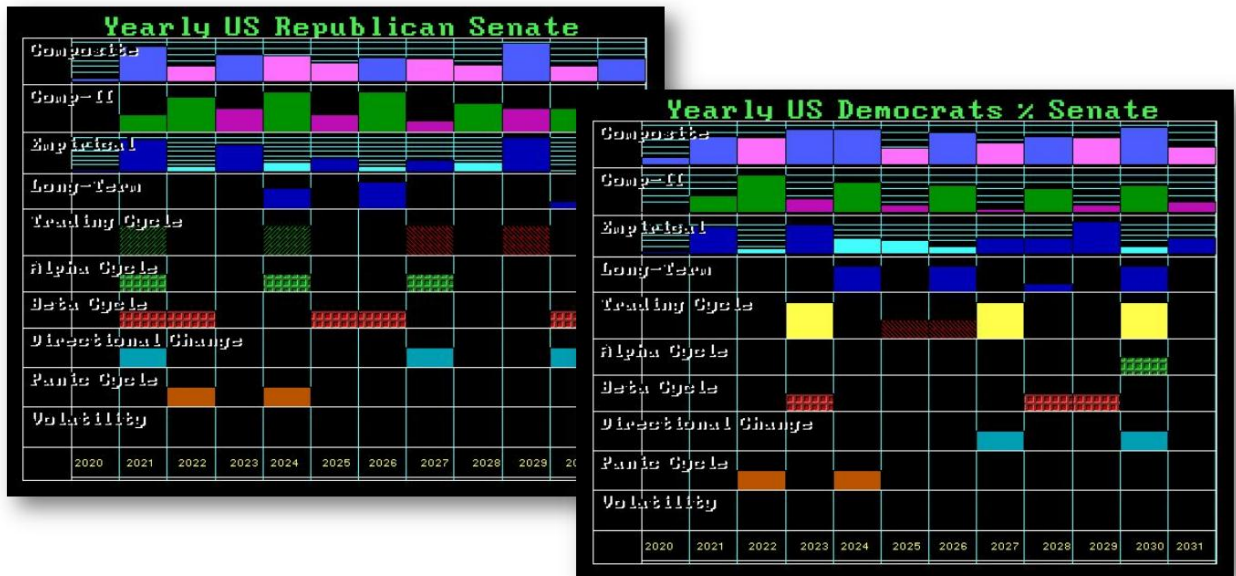 Yearly US Republican Senate
Composite
Comp-II
Empirical
Long-Term
Trading Cycle
Alpha Cycle
Beta Cycle
Directional Change
Panic Cycle
Volatility
2020 2021 2022 2023 2024 2025 2026 2027 2028 2029
Yearly US Democrats % Senate
Composite
Comp-II
Empirical
Long-Term
Trading Cycle
Alpha Cycle
Beta Cycle
Directional Change
Panic Cycle
Volatility
2020 2021 2022 2023 2024 2025 2026 2027 2028 2029 2030 2031